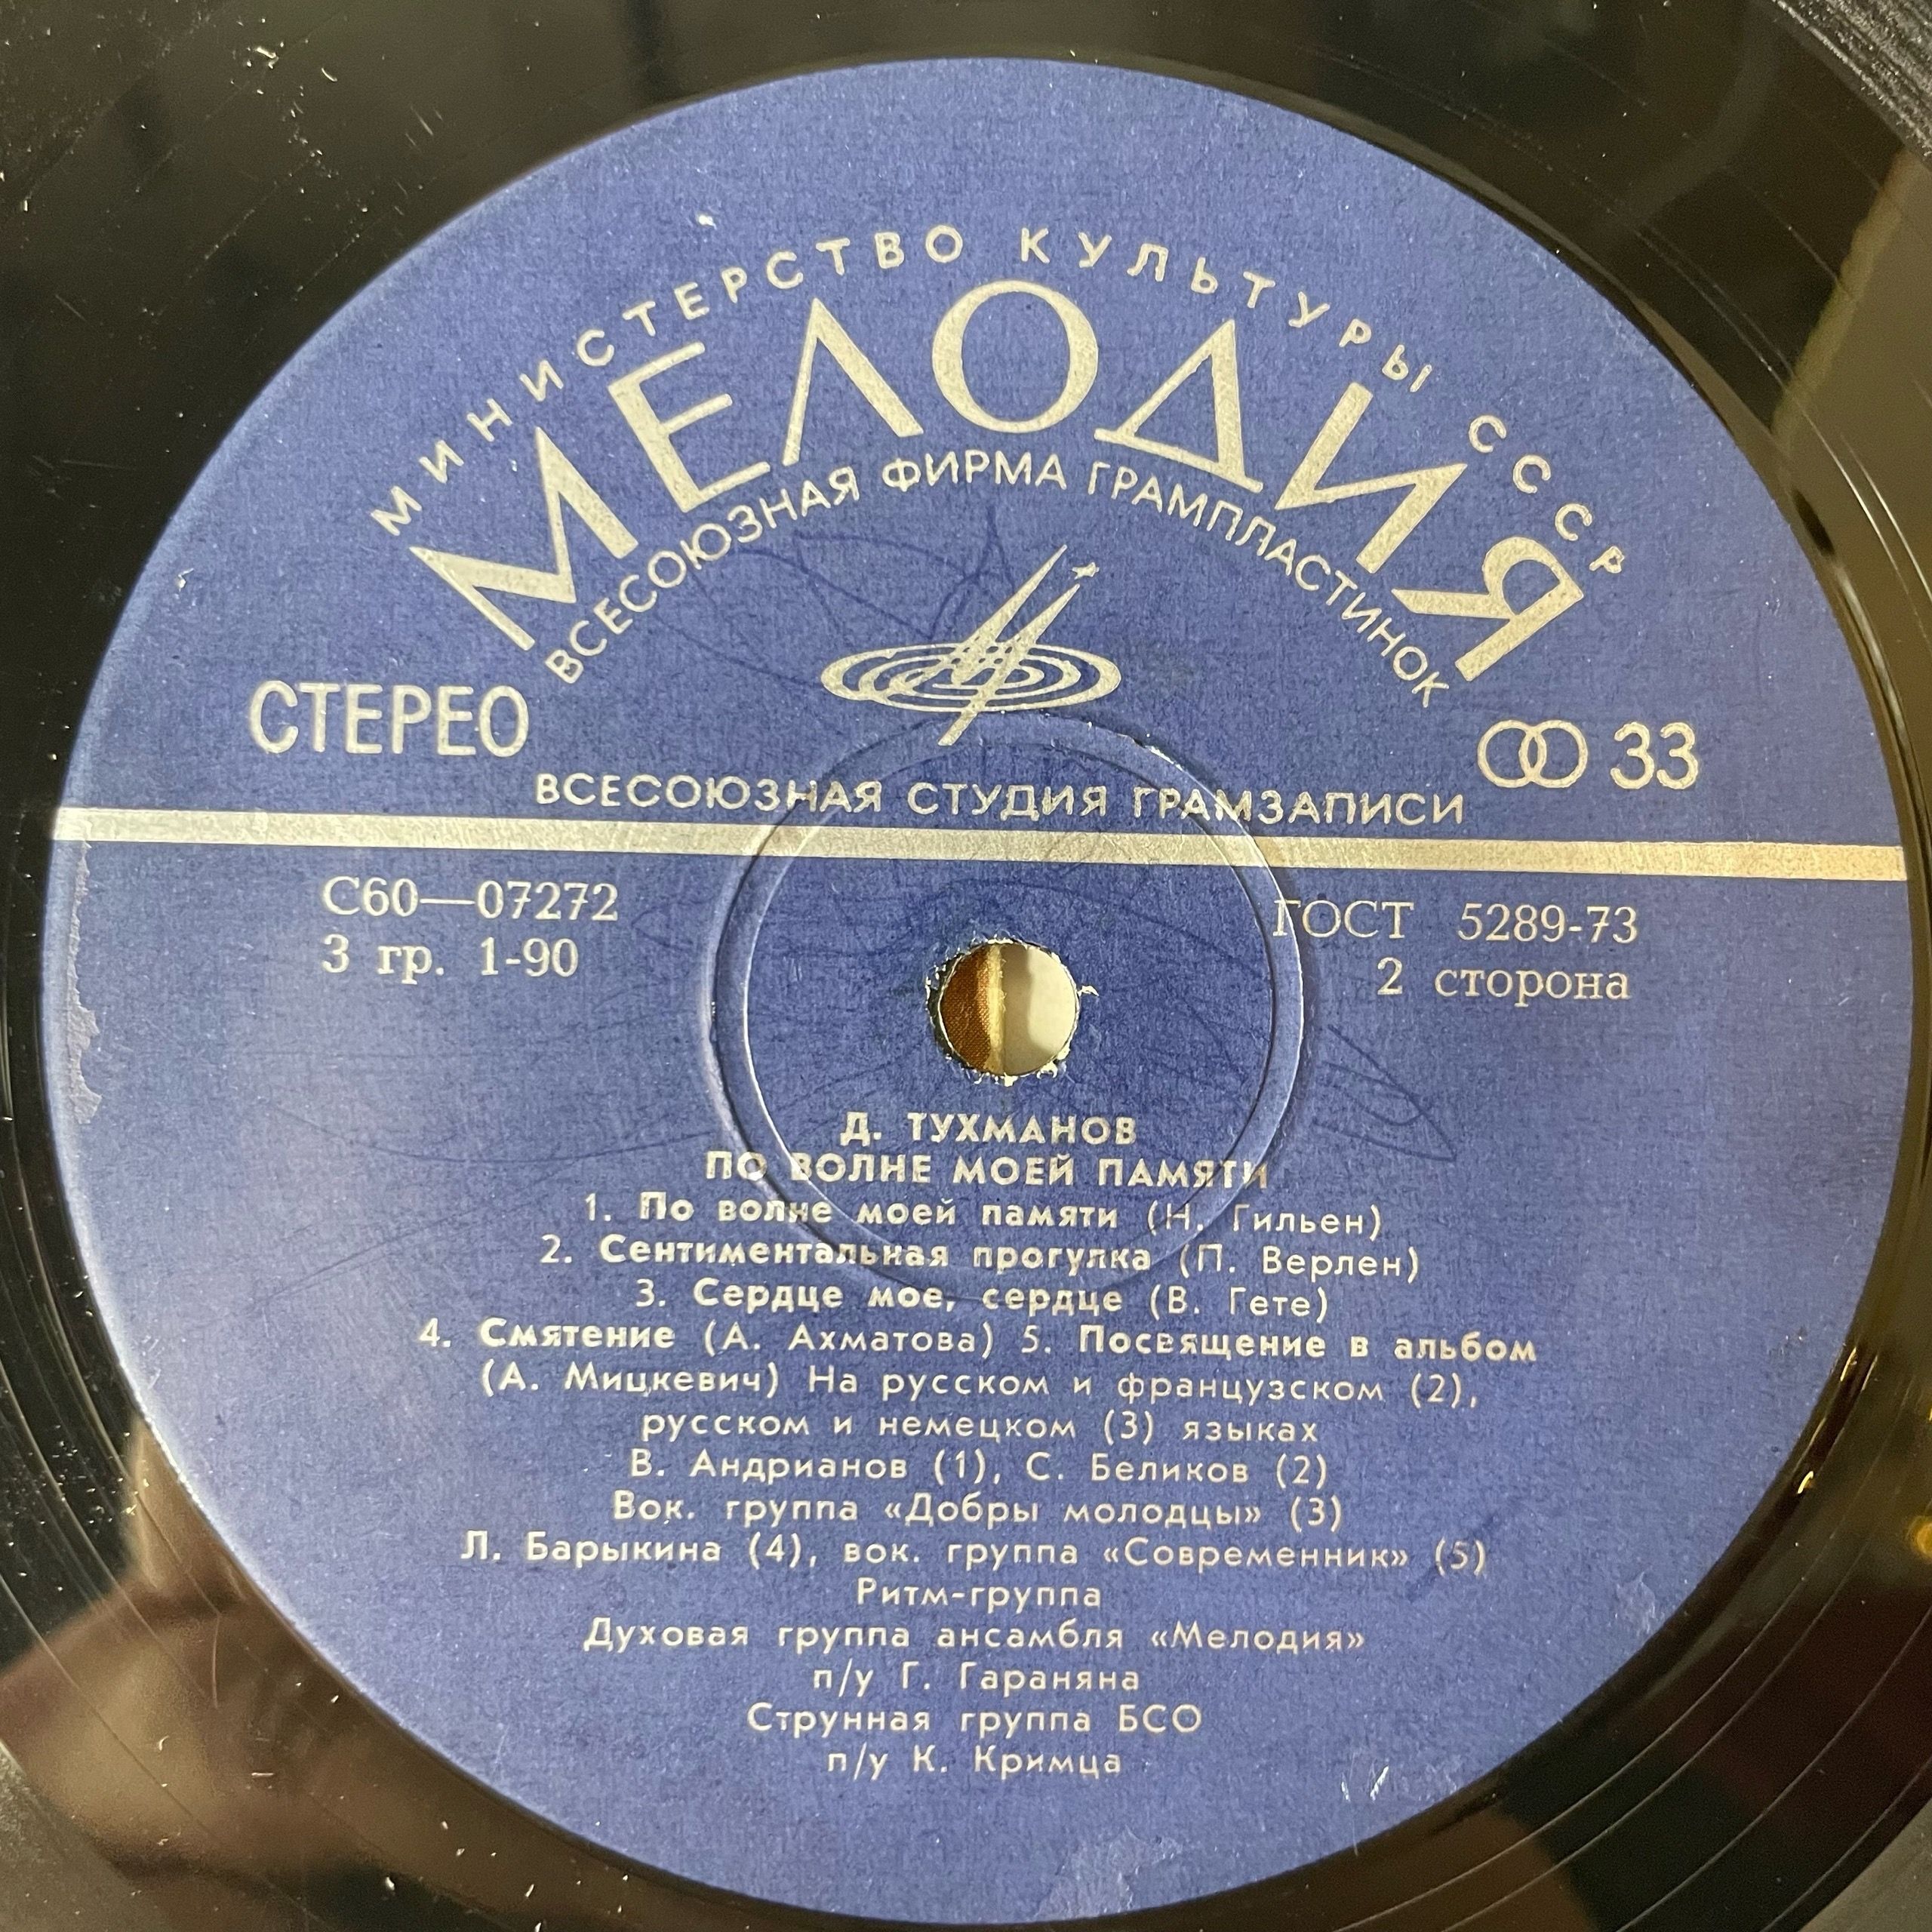 МИНИСТЕРСТВО КУЛЬТУРЫ СССР
МЕЛОДИЯ
ВСЕСОЮЗНАЯ ФИРМА ГРАМПЛАСТИНОК
СТЕРЕО
33
ВСЕСОЮЗНАЯ СТУДИЯ ГРАМЗАПИСИ
С60—07272
ГОСТ 5289-73
3 гр. 1-90
2 сторона
Д. ТУХМАНОВ
ПО ВОЛНЕ МОЕЙ ПАМЯТИ
1. По волне моей памяти (Н. Гильен)
2. Сентиментальная прогулка (П. Верлен)
3. Сердце мое, сердце (В. Гете)
4. Смятение (А. Ахматова) 5. Посвящение в альбом
(А. Мицкевич) На русском и французском (2),
русском и немецком (3) языках
В. Андрианов (1), С. Беликов (2)
Вок. группа «Добры молодцы» (3)
Л. Барыкина (4), вок. группа «Современник» (5)
Ритм-группа
Духовая группа ансамбля «Мелодия»
п/у Г. Гараняна
Струнная группа БСО
п/у К. Кримца